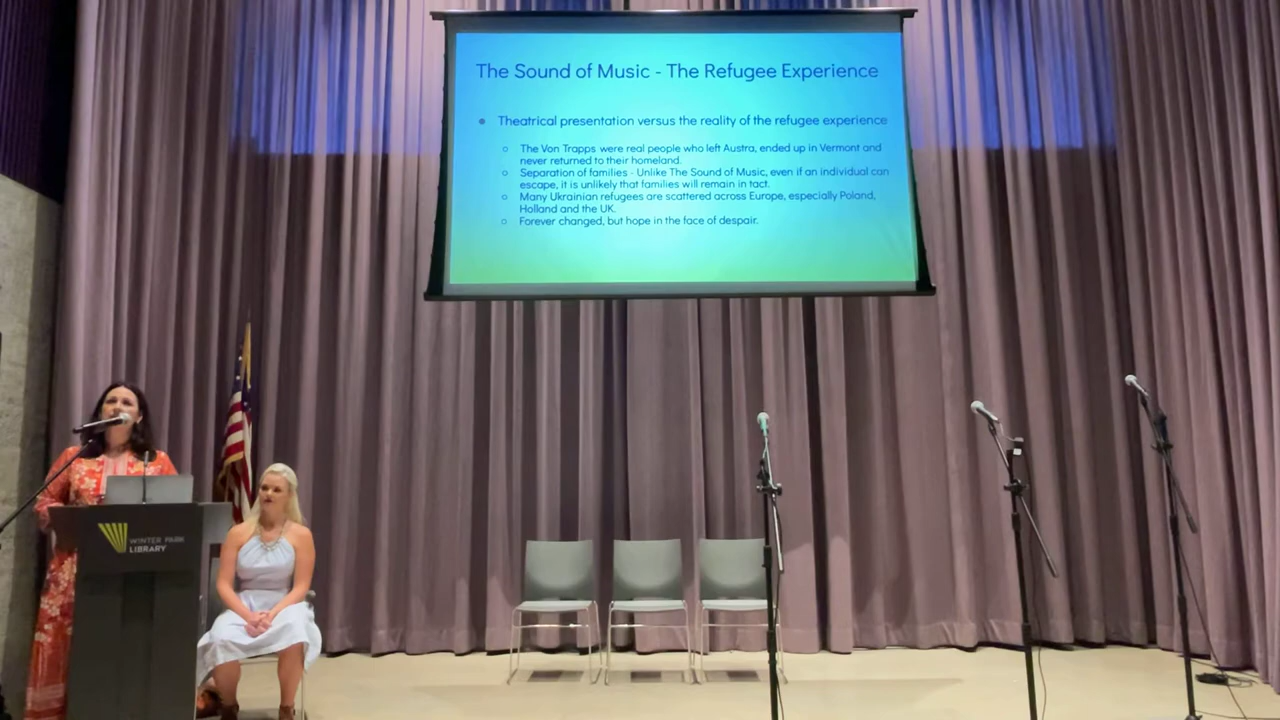 The Sound of Music - The Refugee Experience
Theatrical presentation versus the reality of the refugee experience
The Von Trapps were real people who left Austra, ended up in Vermont and
never returned to their homeland.
Separation of families - Unlike The Sound of Music, even if an individual can
escape, it is unlikely that families will remain in tact.
Many Ukrainian refugees are scattered across Europe, especially Poland,
Holland and the UK.
Forever changed, but hope in the face of despair.
WINTER PARK
LIBRARY